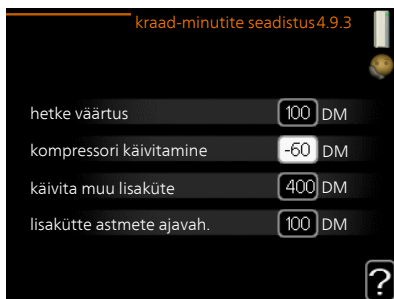 kraad-minutite seadistus 4.9.3
hetke väärtus 100 DM
kompressori käivitamine -60 DM
käivita muu lisaküte 400 DM
lisakütte astmete ajavah. 100 DM
?